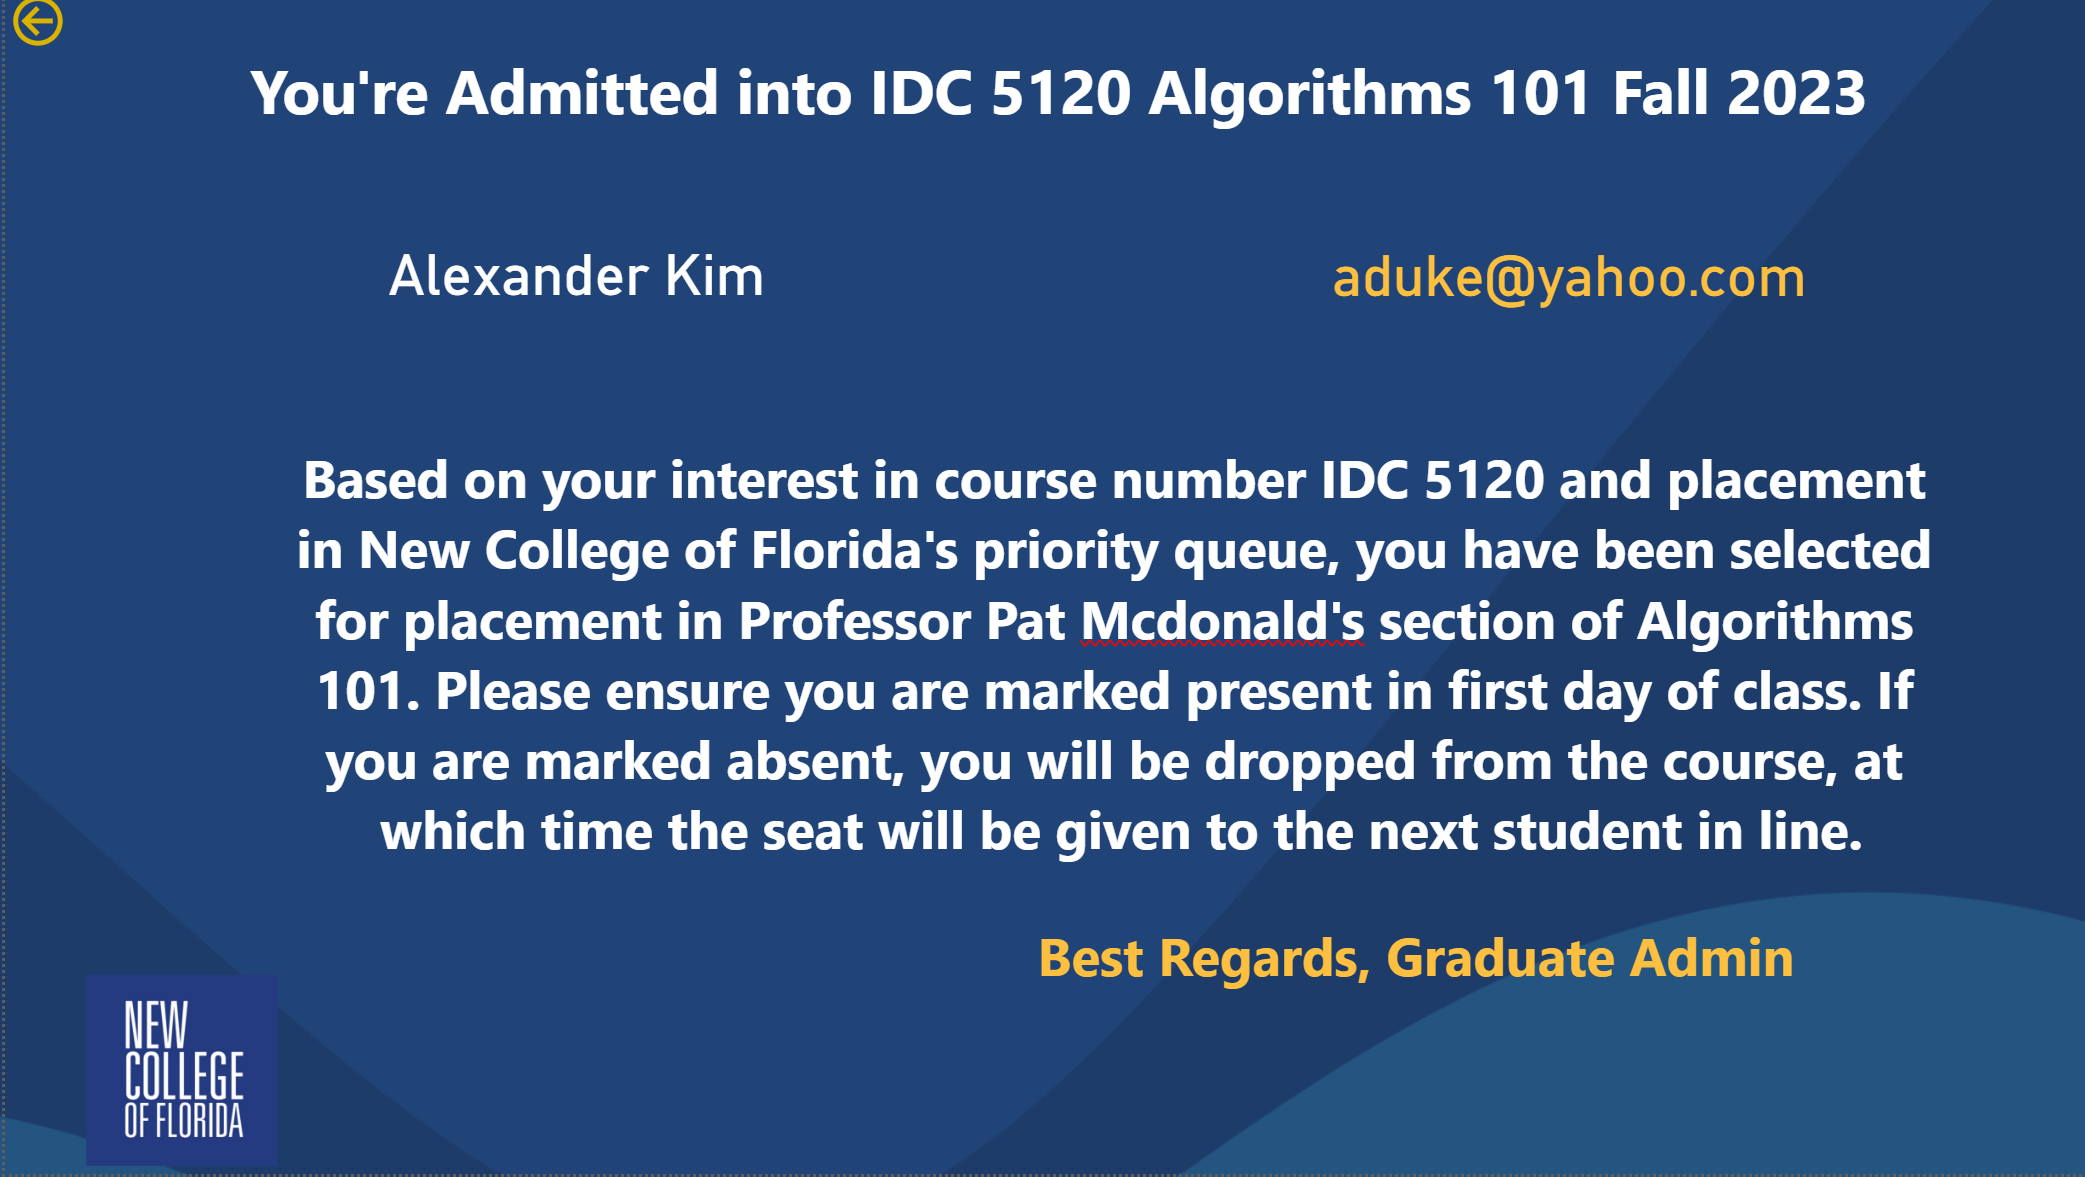 You're Admitted into IDC 5120 Algorithms 101 Fall 2023
Alexander Kim
aduke@yahoo.com
Based on your interest in course number IDC 5120 and placement
in New College of Florida's priority queue, you have been selected
for placement in Professor Pat Mcdonald's section of Algorithms
101. Please ensure you are marked present in first day of class. If
you are marked absent, you will be dropped from the course, at
which time the seat will be given to the next student in line.
Best Regards, Graduate Admin
NEW
COLLEGE
OF FLORIDA